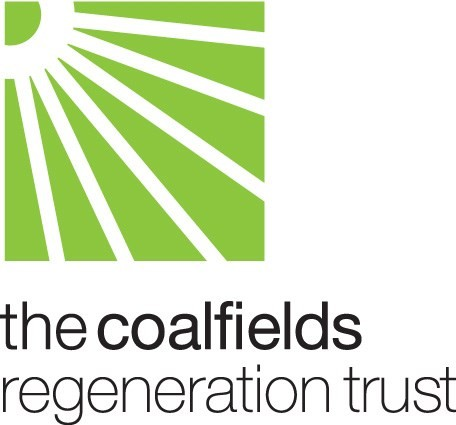 the coalfields
regeneration trust